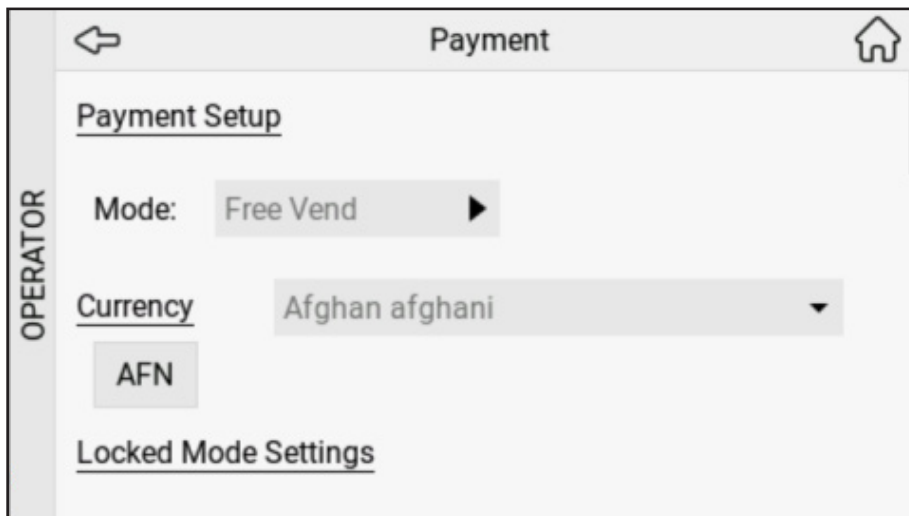 Payment
OPERATOR
Payment Setup
Mode: Free Vend
Currency Afghan afghani
AFN
Locked Mode Settings